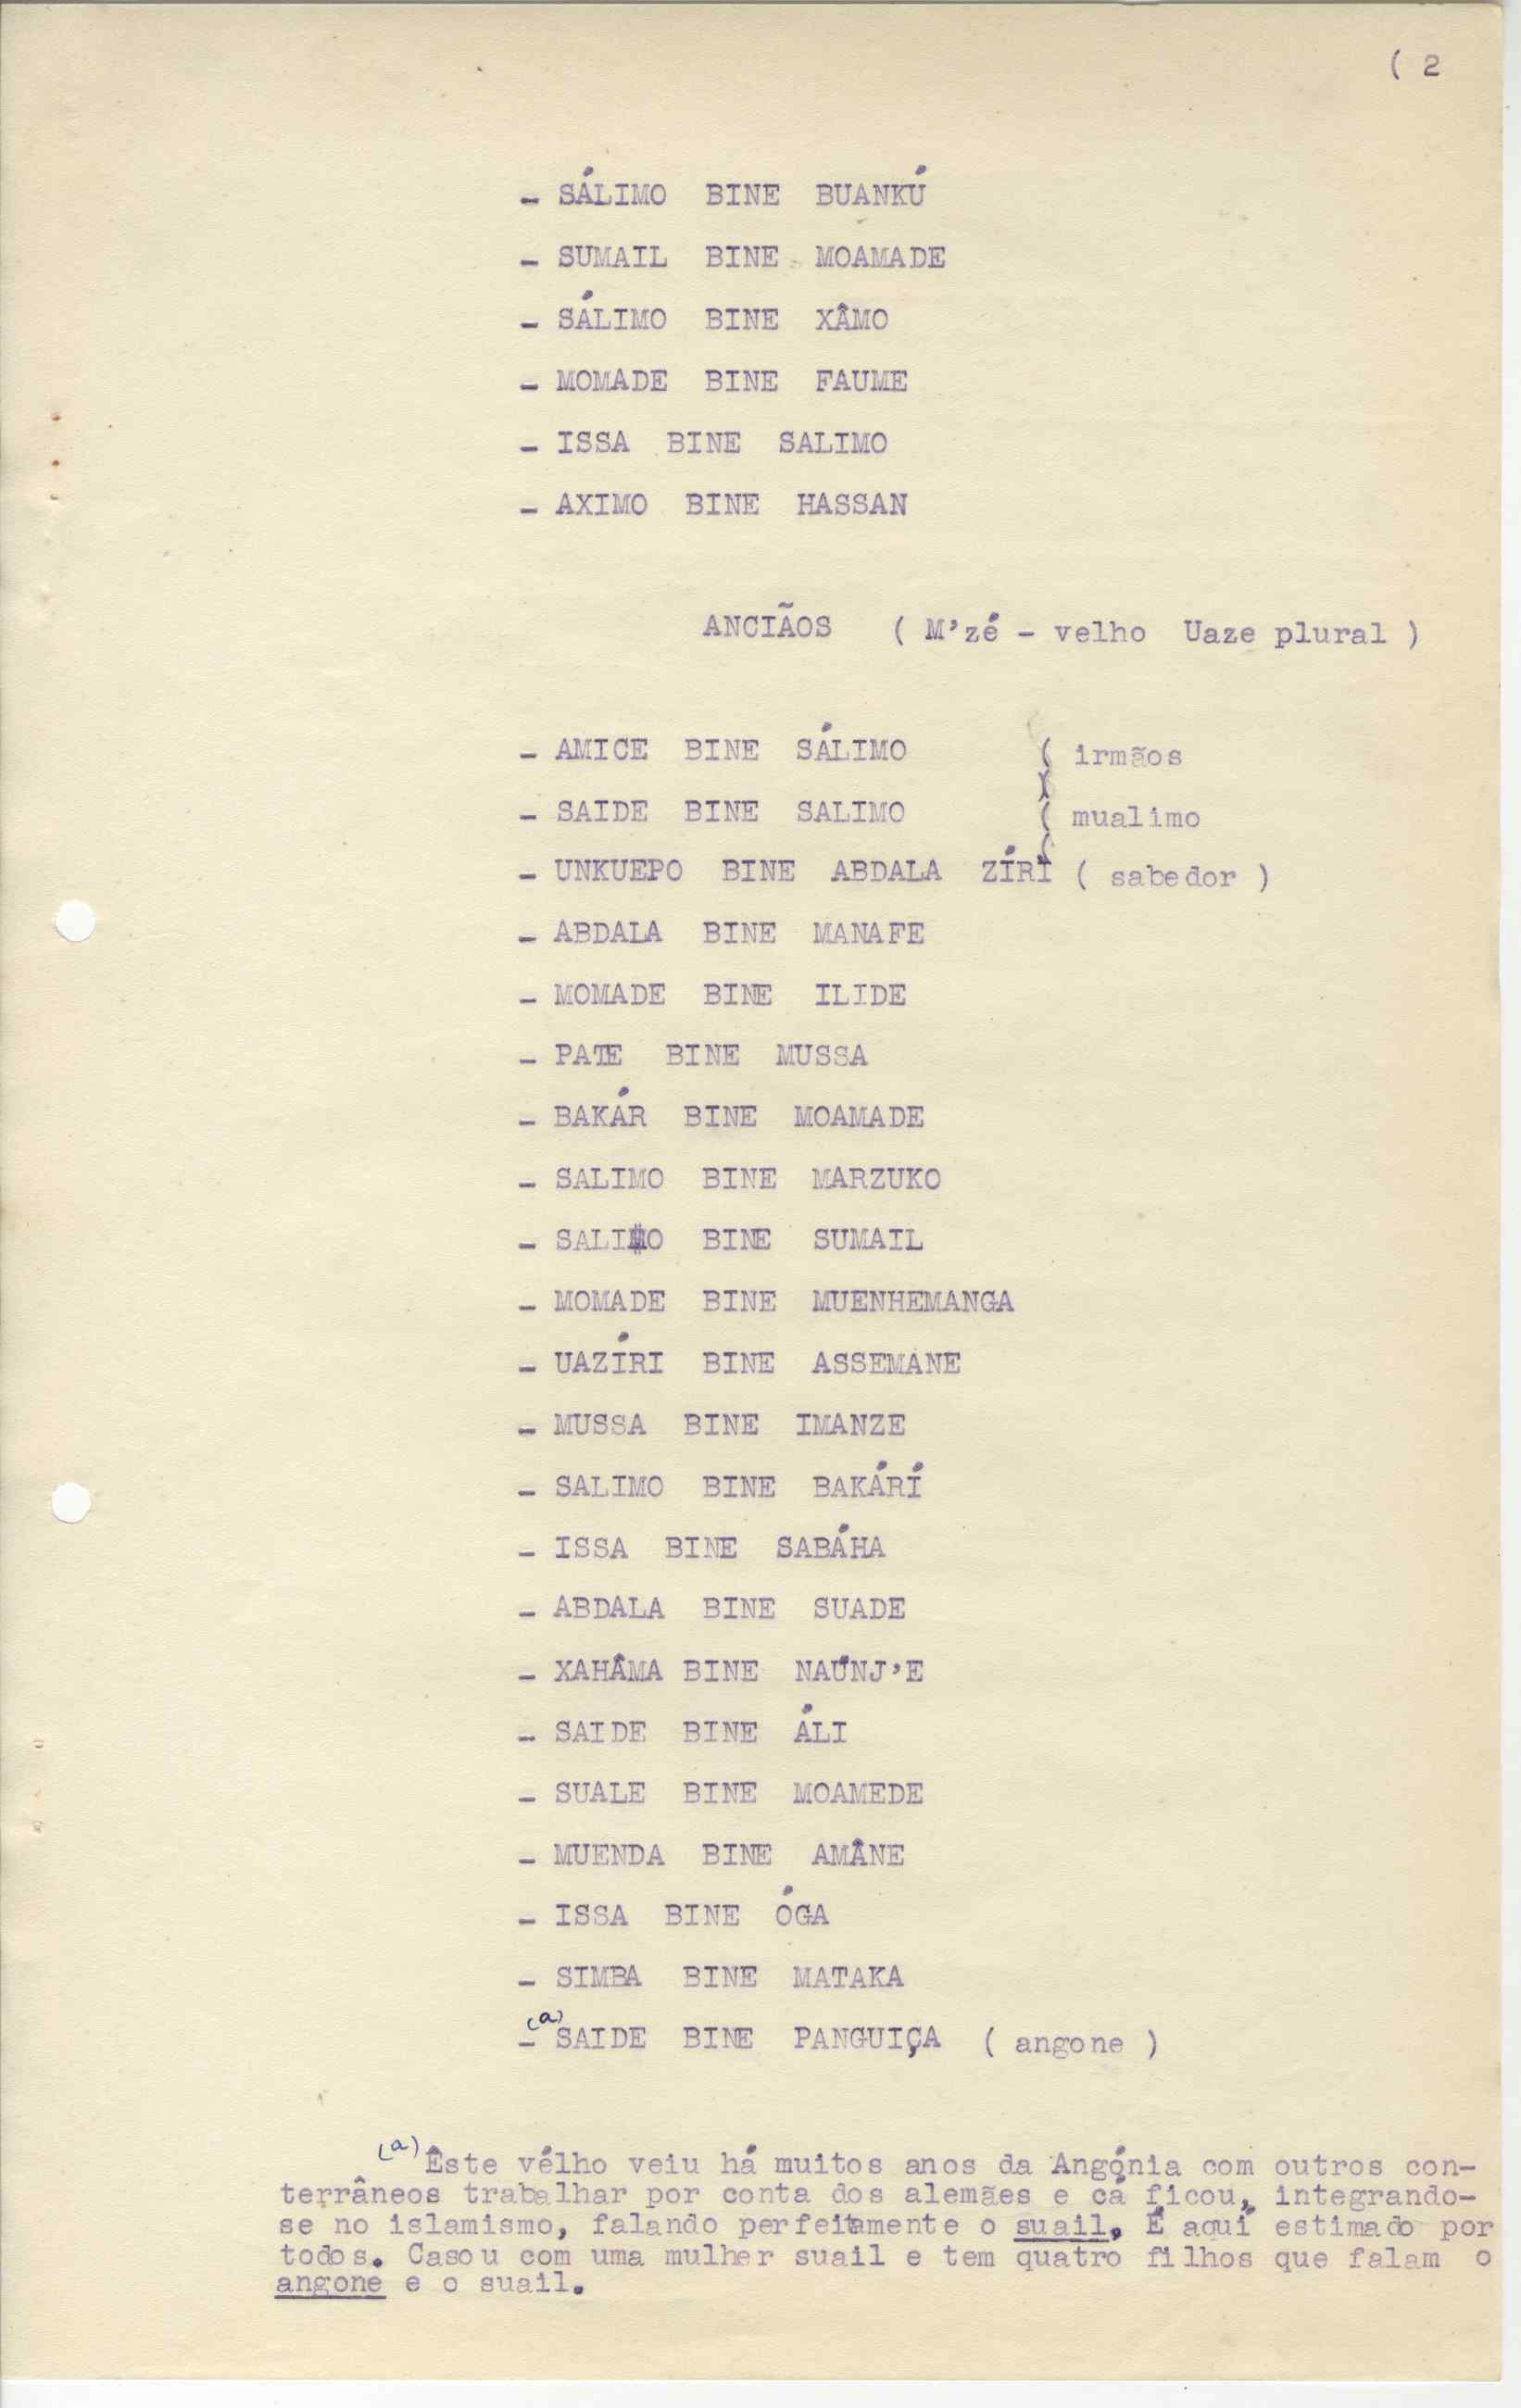 ( 2
- SÁLIMO BINE BUANKÚ
- SUMAIL BINE MOAMADE
- SÁLIMO BINE XÂMO
- MOMADE BINE FAUME
- ISSA BINE SALIMO
- AXIMO BINE HASSAN
ANCIÃOS ( M'zé - velho Uaze plural )
- AMICE BINE SÁLIMO ( irmãos
- SAIDE BINE SALIMO ( mualimo
- UNKUEPO BINE ABDALA ZÍRI ( sabedor )
- ABDALA BINE MANAFE
- MOMADE BINE ILIDE
- PATE BINE MUSSA
- BAKÁR BINE MOAMADE
- SALIMO BINE MARZUKO
- SALIMO BINE SUMAIL
- MOMADE BINE MUENHEMANGA
- UAZÍRI BINE ASSEMANE
- MUSSA BINE IMANZE
- SALIMO BINE BAKÁRÍ
- ISSA BINE SABÁHA
- ABDALA BINE SUADE
- XAHÂMA BINE NAÚNJ'E
- SAIDE BINE ÁLI
- SUALE BINE MOAMEDE
- MUENDA BINE AMÂNE
- ISSA BINE ÓGA
- SIMBA BINE MATAKA
- (a) SAIDE BINE PANGUIÇA ( angone )
(a) Êste vélho veiu há muitos anos da Angónia com outros con-
terrâneos trabalhar por conta dos alemães e cá ficou, integrando-
se no islamismo, falando perfeitamente o suail. É aquí estimado por
todos. Casou com uma mulher suail e tem quatro filhos que falam o
angone e o suail.